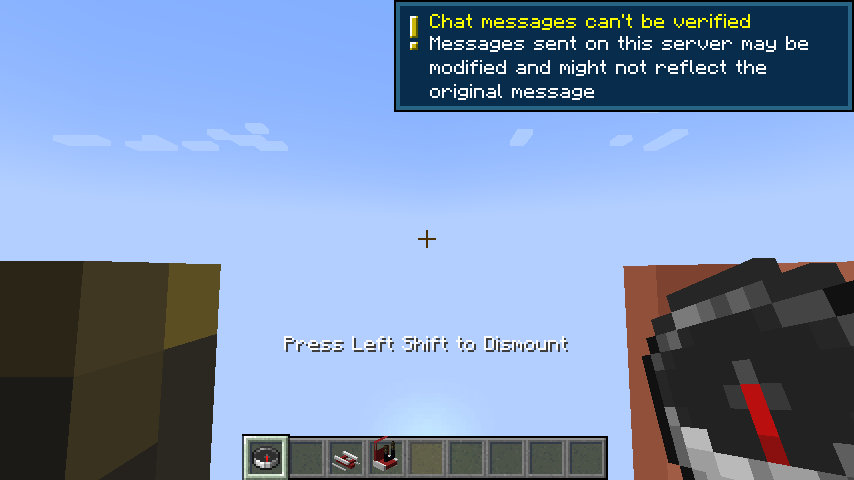 Chat messages can't be verified
Messages sent on this server may be
modified and might not reflect the
original message
Press Left Shift to Dismount